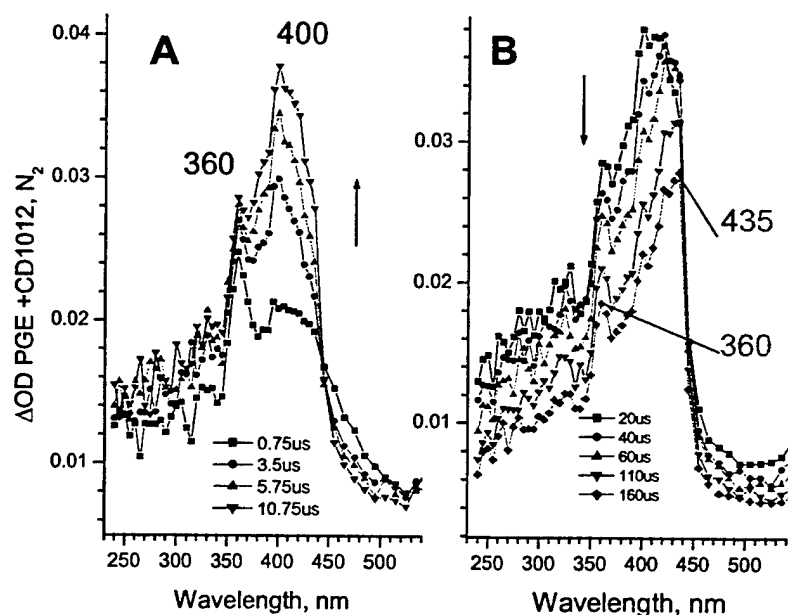 A
400
360
0.04
0.03
0.02
0.01
ΔOD PGE +CD1012, N₂
0.75us
3.5us
5.75us
10.75us
250 300 350 400 450 500
Wavelength, nm
B
435
360
0.03
0.02
0.01
20us
40us
60us
110us
160us
250 300 350 400 450 500
Wavelength, nm